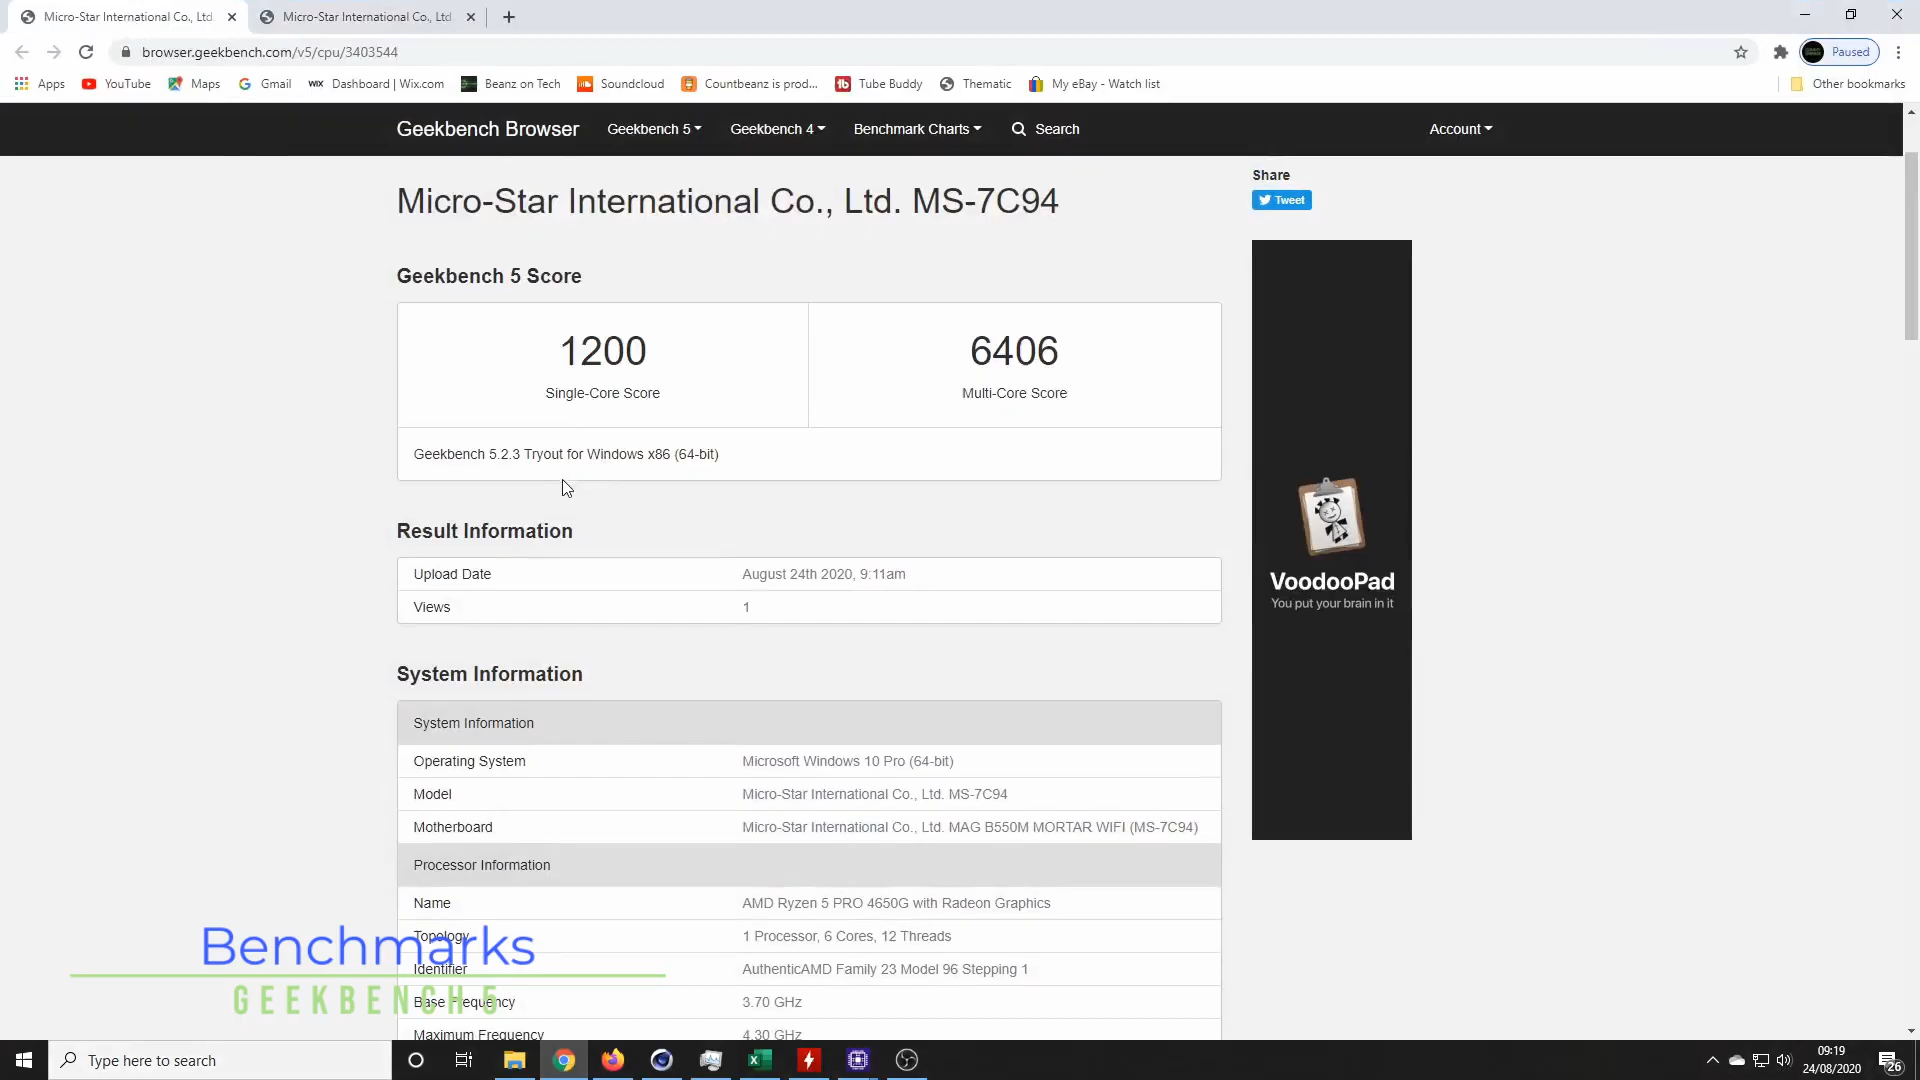 Micro-Star International Co., Ltd.
Micro-Star International Co., Ltd
browser.geekbench.com/v5/cpu/3403544
Paused
Apps
YouTube
Maps
Gmail
WIX Dashboard | Wix.com
Beanz on Tech
Soundcloud
Countbeanz is prod...
Tube Buddy
Thematic
My eBay - Watch list
Other bookmarks
Geekbench Browser
Geekbench 5
Geekbench 4
Benchmark Charts
Search
Account
Micro-Star International Co., Ltd. MS-7C94
Share
Tweet
Geekbench 5 Score
1200
Single-Core Score
6406
Multi-Core Score
Geekbench 5.2.3 Tryout for Windows x86 (64-bit)
VoodooPad
You put your brain in it
Result Information
Upload Date August 24th 2020, 9:11am
Views 1
System Information
System Information
Operating System Microsoft Windows 10 Pro (64-bit)
Model Micro-Star International Co., Ltd. MS-7C94
Motherboard Micro-Star International Co., Ltd. MAG B550M MORTAR WIFI (MS-7C94)
Processor Information
Name AMD Ryzen 5 PRO 4650G with Radeon Graphics
Topology 1 Processor, 6 Cores, 12 Threads
Identifier AuthenticAMD Family 23 Model 96 Stepping 1
Base Frequency 3.70 GHz
Maximum Frequency 4.30 GHz
Benchmarks
GEEKBENCH 5
Type here to search
09:19
24/08/2020
26